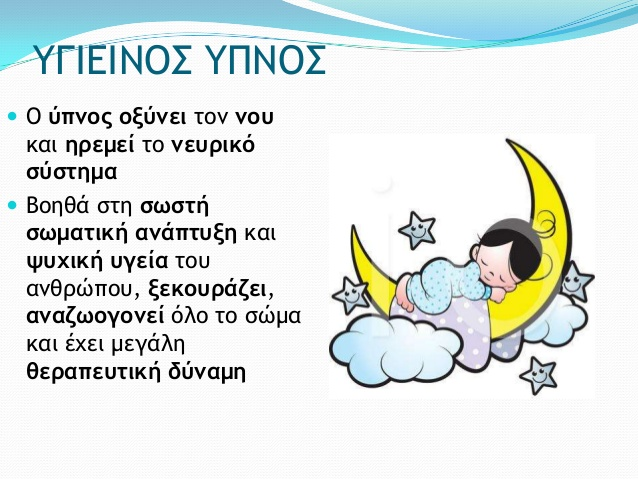 ΥΓΙΕΙΝΟΣ ΥΠΝΟΣ
Ο ύπνος οξύνει τον νου
και ηρεμεί το νευρικό
σύστημα
Βοηθά στη σωστή
σωματική ανάπτυξη και
ψυχική υγεία του
ανθρώπου, ξεκουράζει,
αναζωογονεί όλο το σώμα
και έχει μεγάλη
θεραπευτική δύναμη